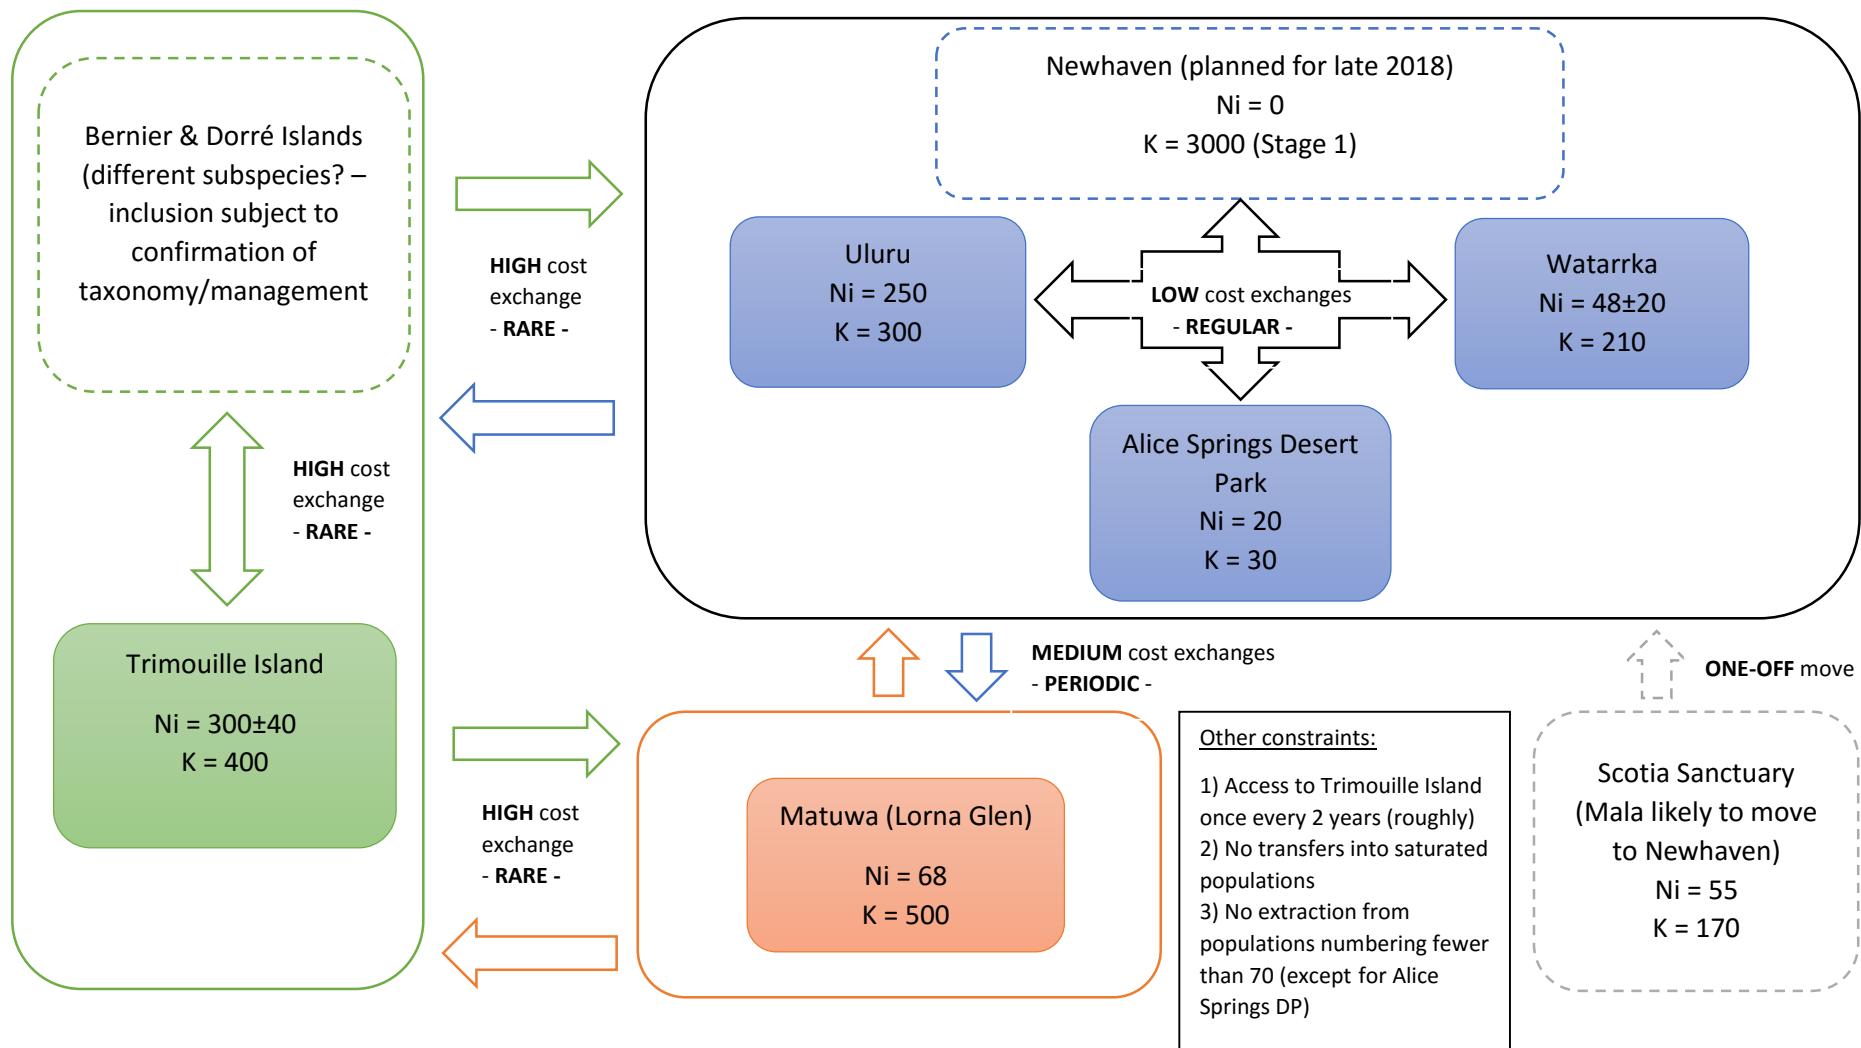 Bernier & Dorré Islands
(different subspecies? –
inclusion subject to
confirmation of
taxonomy/management
HIGH cost
exchange
- RARE -
Newhaven (planned for late 2018)
Ni = 0
K = 3000 (Stage 1)
Uluru
Ni = 250
K = 300
LOW cost exchanges
- REGULAR -
Watarrka
Ni = 48±20
K = 210
Alice Springs Desert
Park
Ni = 20
K = 30
HIGH cost
exchange
- RARE -
Trimouille Island
Ni = 300±40
K = 400
HIGH cost
exchange
- RARE -
MEDIUM cost exchanges
- PERIODIC -
ONE-OFF move
Matuwa (Lorna Glen)
Ni = 68
K = 500
Other constraints:
1) Access to Trimouille Island
once every 2 years (roughly)
2) No transfers into saturated
populations
3) No extraction from
populations numbering fewer
than 70 (except for Alice
Springs DP)
Scotia Sanctuary
(Mala likely to move
to Newhaven)
Ni = 55
K = 170